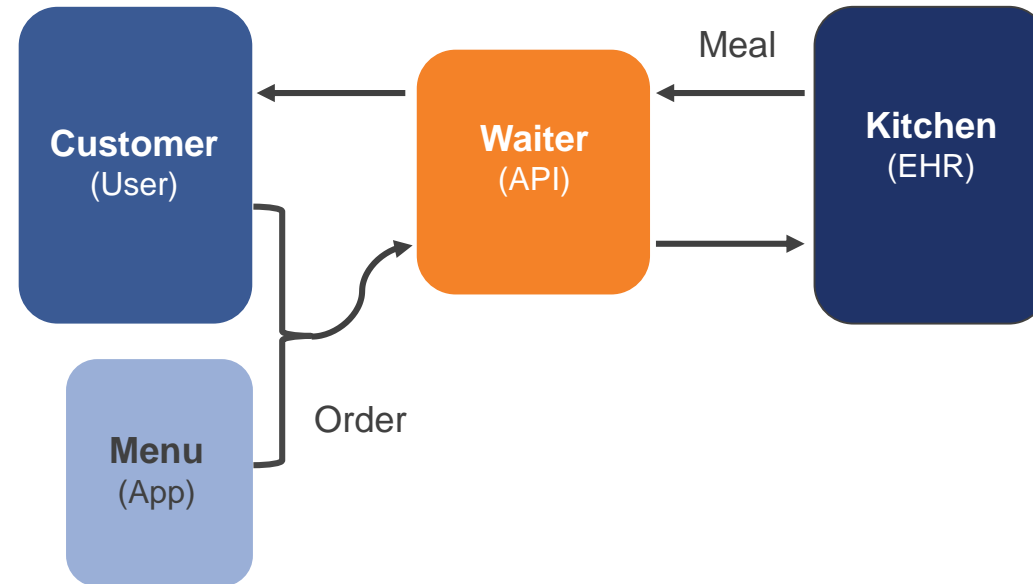 Customer
(User)
Waiter
(API)
Meal
Kitchen
(EHR)
Order
Menu
(App)